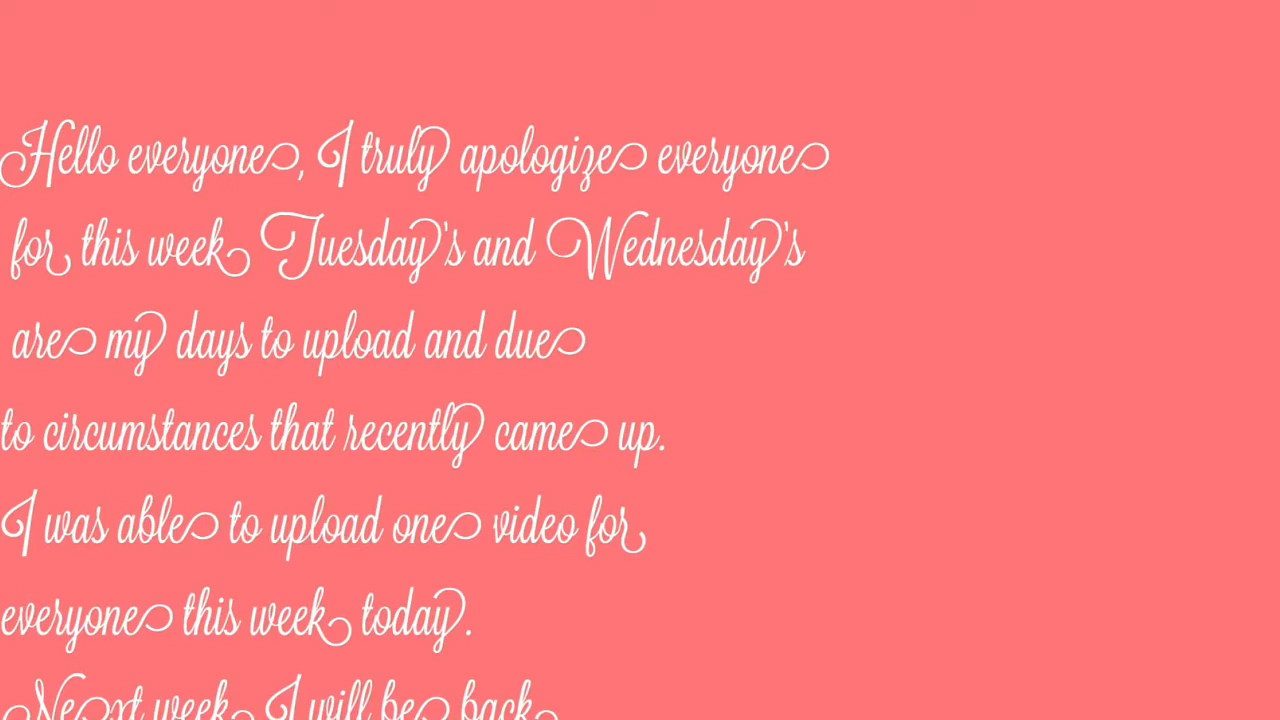 Hello everyone, I truly apologize everyone
for this week Tuesday's and Wednesday's
are my days to upload and due
to circumstances that recently came up.
I was able to upload one video for
everyone this week today.
Next week I will be back